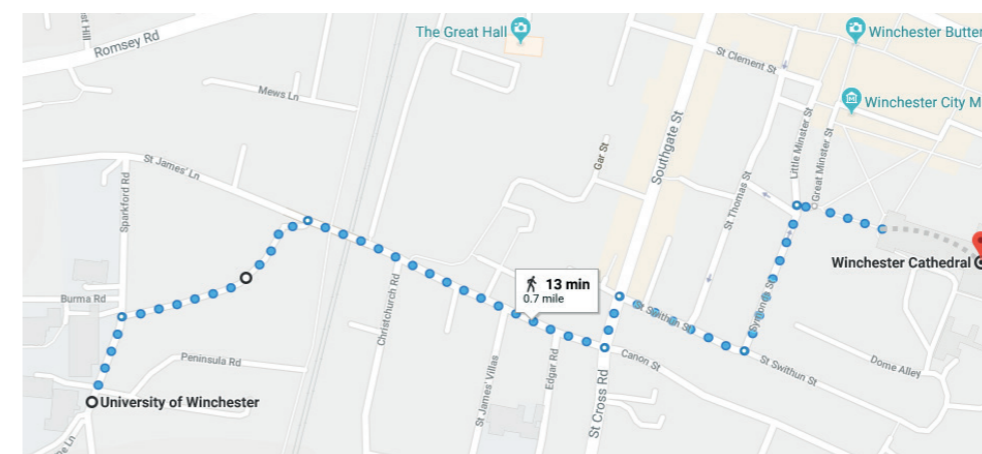 The Great Hall
Winchester Butter
Romsey Rd
St Clement St
Mews Ln
Winchester City M
Southgate St
Little Minster St
Great Minster St
St James' Ln
Gar St
St Thomas St
Sparkford Rd
Winchester Cathedral
13 min
0.7 mile
Burma Rd
Christchurch Rd
St Swithun St
Symonds St
Peninsula Rd
Canon St
St Swithun St
Dome Alley
Edgar Rd
St James' Villas
St Cross Rd
University of Winchester